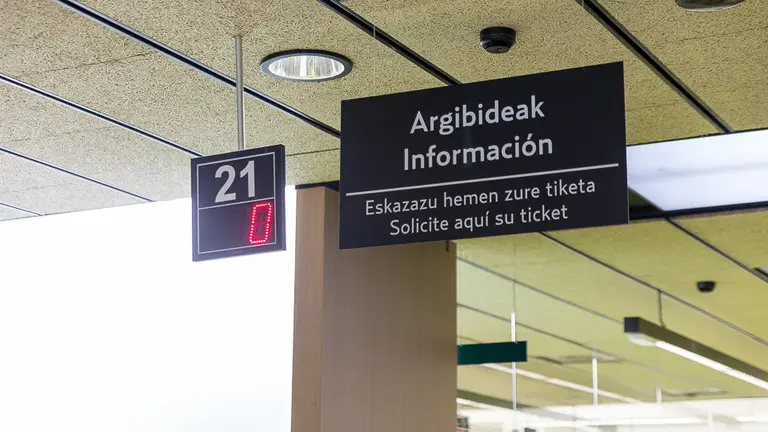 21
0
Argibideak
Información
Eskazazu hemen zure tiketa
Solicite aquí su ticket